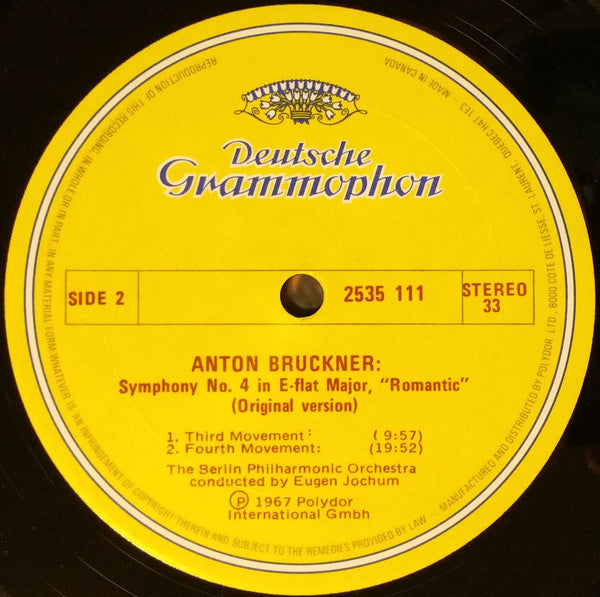 Deutsche
Grammophon
SIDE 2
2535 111
STEREO
33
ANTON BRUCKNER:
Symphony No. 4 in E-flat Major, “Romantic”
(Original version)
1. Third Movement: (9:57)
2. Fourth Movement: (19:52)
The Berlin Philharmonic Orchestra
conducted by Eugen Jochum
Ⓟ 1967 Polydor
International Gmbh
REPRODUCTION OF THIS RECORDING, IN WHOLE OR IN PART, IN ANY MATERIAL FORM WHATEVER IS AN INFRINGEMENT OF COPYRIGHT THEREIN AND SUBJECT TO THE REMEDIES PROVIDED BY LAW — MANUFACTURED AND DISTRIBUTED BY POLYDOR LTD., 6000 COTE DE LIESSE, ST. LAURENT, QUEBEC H4T 1E3 — MADE IN CANADA